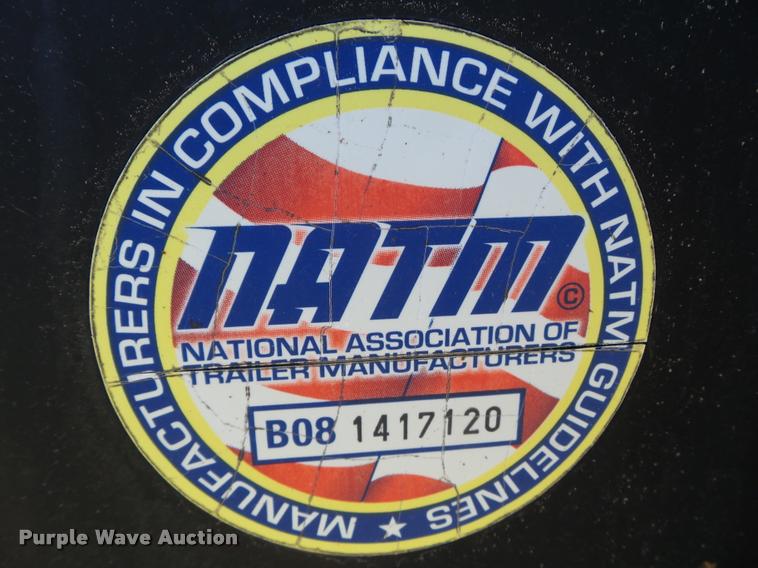 MANUFACTURERS IN COMPLIANCE WITH NATM GUIDELINES
NATM ©
NATIONAL ASSOCIATION OF
TRAILER MANUFACTURERS
B08 1417120
Purple Wave Auction